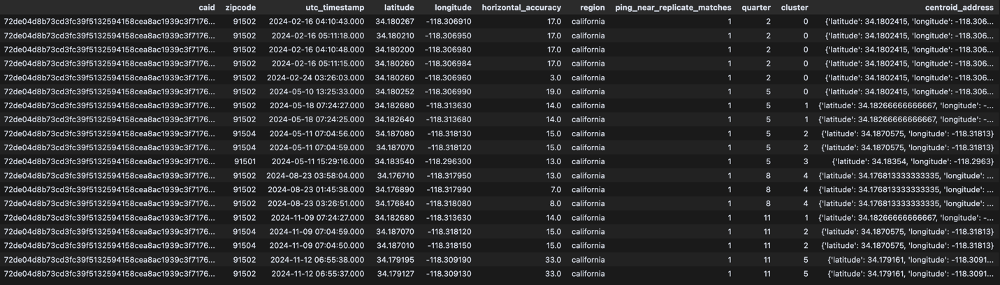 caid zipcode utc_timestamp latitude longitude horizontal_accuracy region ping_near_replicate_matches quarter cluster centroid_address
72de04d8b73cd3fc39f5132594158cea8ac1939c3f7176... 91502 2024-02-16 04:10:43.000 34.180267 -118.306910 17.0 california 1 2 0 {'latitude': 34.1802415, 'longitude': -118.306...
72de04d8b73cd3fc39f5132594158cea8ac1939c3f7176... 91502 2024-02-16 05:11:18.000 34.180210 -118.306950 17.0 california 1 2 0 {'latitude': 34.1802415, 'longitude': -118.306...
72de04d8b73cd3fc39f5132594158cea8ac1939c3f7176... 91502 2024-02-16 04:10:48.000 34.180200 -118.306980 17.0 california 1 2 0 {'latitude': 34.1802415, 'longitude': -118.306...
72de04d8b73cd3fc39f5132594158cea8ac1939c3f7176... 91502 2024-02-16 05:11:15.000 34.180260 -118.306984 17.0 california 1 2 0 {'latitude': 34.1802415, 'longitude': -118.306...
72de04d8b73cd3fc39f5132594158cea8ac1939c3f7176... 91502 2024-02-24 03:26:03.000 34.180260 -118.306960 3.0 california 1 2 0 {'latitude': 34.1802415, 'longitude': -118.306...
72de04d8b73cd3fc39f5132594158cea8ac1939c3f7176... 91502 2024-05-10 13:25:33.000 34.180252 -118.306990 19.0 california 1 5 0 {'latitude': 34.1802415, 'longitude': -118.306...
72de04d8b73cd3fc39f5132594158cea8ac1939c3f7176... 91502 2024-05-18 07:24:27.000 34.182680 -118.313630 14.0 california 1 5 1 {'latitude': 34.18266666666667, 'longitude': -...
72de04d8b73cd3fc39f5132594158cea8ac1939c3f7176... 91502 2024-05-18 07:24:25.000 34.182640 -118.313680 14.0 california 1 5 1 {'latitude': 34.18266666666667, 'longitude': -...
72de04d8b73cd3fc39f5132594158cea8ac1939c3f7176... 91504 2024-05-11 07:04:56.000 34.187080 -118.318130 15.0 california 1 5 2 {'latitude': 34.1870575, 'longitude': -118.31813}
72de04d8b73cd3fc39f5132594158cea8ac1939c3f7176... 91504 2024-05-11 07:04:59.000 34.187070 -118.318120 15.0 california 1 5 2 {'latitude': 34.1870575, 'longitude': -118.31813}
72de04d8b73cd3fc39f5132594158cea8ac1939c3f7176... 91501 2024-05-11 15:29:16.000 34.183540 -118.296300 13.0 california 1 5 3 {'latitude': 34.18354, 'longitude': -118.2963}
72de04d8b73cd3fc39f5132594158cea8ac1939c3f7176... 91502 2024-08-23 03:58:04.000 34.176710 -118.317950 13.0 california 1 8 4 {'latitude': 34.176813333333335, 'longitude': ...
72de04d8b73cd3fc39f5132594158cea8ac1939c3f7176... 91502 2024-08-23 01:45:38.000 34.176890 -118.317990 7.0 california 1 8 4 {'latitude': 34.176813333333335, 'longitude': ...
72de04d8b73cd3fc39f5132594158cea8ac1939c3f7176... 91502 2024-08-23 03:26:51.000 34.176840 -118.318080 8.0 california 1 8 4 {'latitude': 34.176813333333335, 'longitude': ...
72de04d8b73cd3fc39f5132594158cea8ac1939c3f7176... 91502 2024-11-09 07:24:27.000 34.182680 -118.313630 14.0 california 1 11 1 {'latitude': 34.18266666666667, 'longitude': -...
72de04d8b73cd3fc39f5132594158cea8ac1939c3f7176... 91504 2024-11-09 07:04:59.000 34.187070 -118.318120 15.0 california 1 11 2 {'latitude': 34.1870575, 'longitude': -118.31813}
72de04d8b73cd3fc39f5132594158cea8ac1939c3f7176... 91504 2024-11-09 07:04:50.000 34.187010 -118.318150 15.0 california 1 11 2 {'latitude': 34.1870575, 'longitude': -118.31813}
72de04d8b73cd3fc39f5132594158cea8ac1939c3f7176... 91502 2024-11-12 06:55:38.000 34.179195 -118.309190 33.0 california 1 11 5 {'latitude': 34.179161, 'longitude': -118.3091...
72de04d8b73cd3fc39f5132594158cea8ac1939c3f7176... 91502 2024-11-12 06:55:37.000 34.179127 -118.309130 33.0 california 1 11 5 {'latitude': 34.179161, 'longitude': -118.3091...